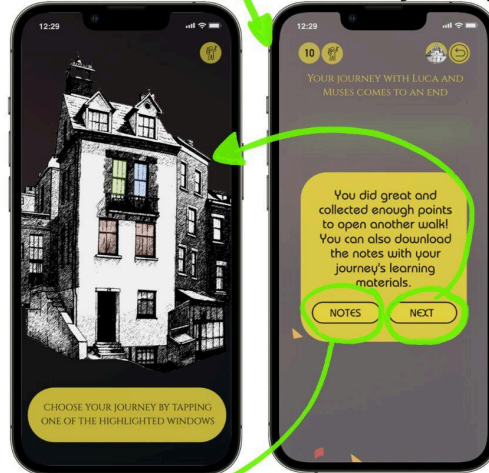 12:29
CHOOSE YOUR JOURNEY BY TAPPING
ONE OF THE HIGHLIGHTED WINDOWS
12:29
10
YOUR JOURNEY WITH LUCA AND
MUSES COMES TO AN END
You did great and
collected enough points
to open another walk!
You can also download
the notes with your
journey's learning
materials.
NOTES
NEXT